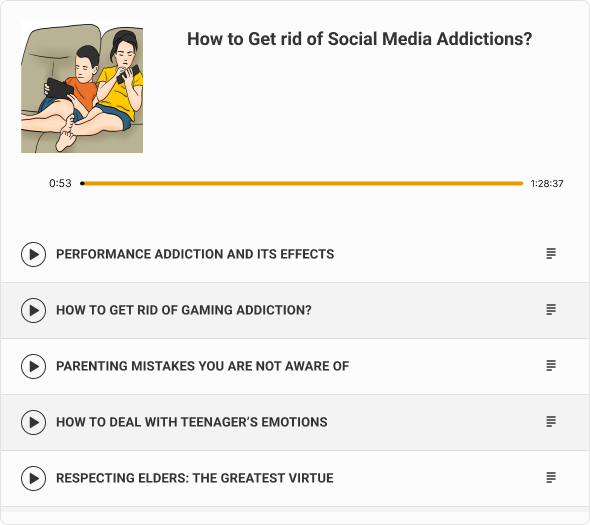 How to Get rid of Social Media Addictions?
0:53
1:28:37
PERFORMANCE ADDICTION AND ITS EFFECTS
HOW TO GET RID OF GAMING ADDICTION?
PARENTING MISTAKES YOU ARE NOT AWARE OF
HOW TO DEAL WITH TEENAGER’S EMOTIONS
RESPECTING ELDERS: THE GREATEST VIRTUE